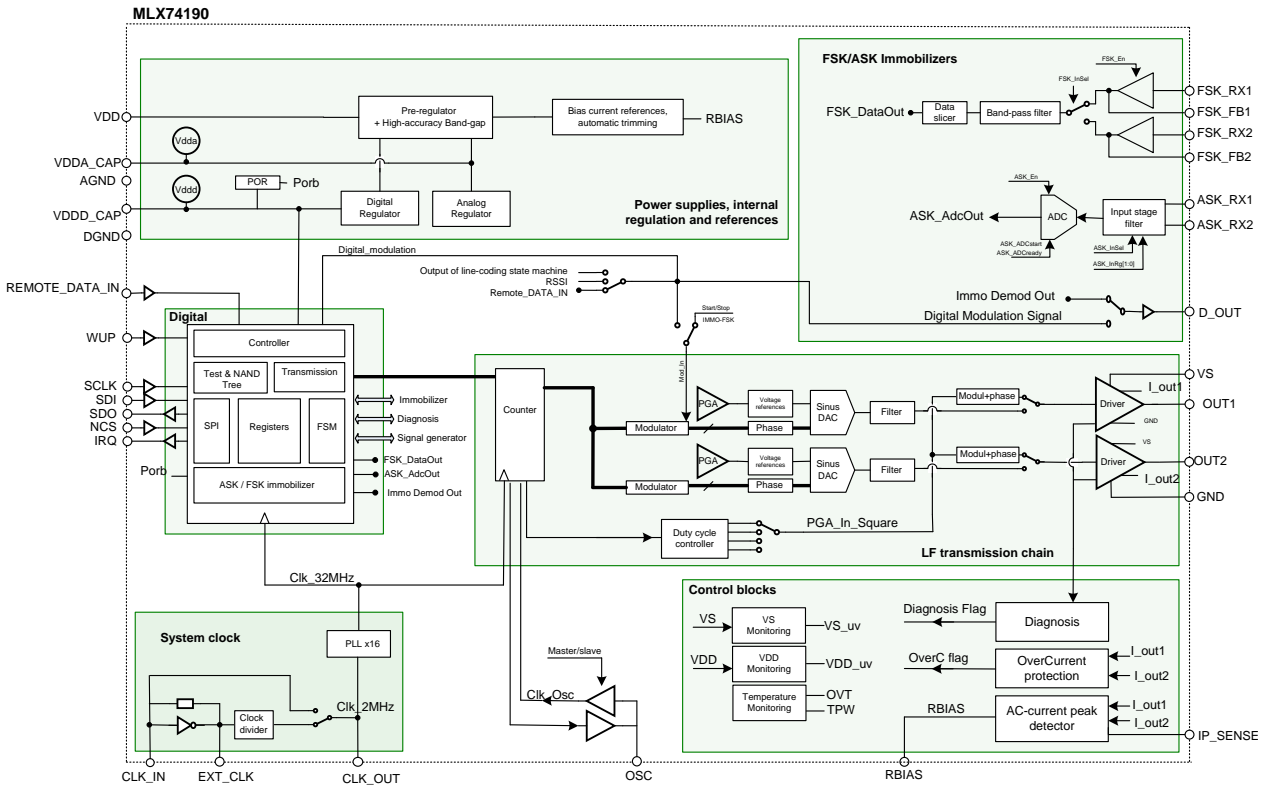 MLX74190
VDD
VDDA_CAP
AGND
VDDD_CAP
DGND
REMOTE_DATA_IN
WUP
SCLK
SDI
SDO
NCS
IRQ
Vdda
Vddd
POR
Porb
Pre-regulator
+ High-accuracy Band-gap
Bias current references,
automatic trimming
RBIAS
Digital
Regulator
Analog
Regulator
Power supplies, internal
regulation and references
FSK/ASK Immobilizers
FSK_En
FSK_InSel
FSK_DataOut
Data
slicer
Band-pass filter
FSK_RX1
FSK_FB1
FSK_RX2
FSK_FB2
ASK_En
ASK_AdcOut
ADC
Input stage
filter
ASK_ADCstart
ASK_ADCready
ASK_InSel
ASK_InRg[1:0]
ASK_RX1
ASK_RX2
Immo Demod Out
Digital Modulation Signal
D_OUT
Digital_modulation
Output of line-coding state machine
RSSI
Remote_DATA_IN
Start/Stop
IMMO-FSK
Mod_In
Digital
Controller
Test & NAND
Tree
Transmission
SPI
Registers
FSM
ASK / FSK immobilizer
Porb
Immobilizer
Diagnosis
Signal generator
FSK_DataOut
ASK_AdcOut
Immo Demod Out
Counter
PGA
Voltage
references
Sinus
DAC
Filter
Modulator
Phase
Modul+phase
Driver
VS
I_out1
OUT1
GND
PGA
Voltage
references
Sinus
DAC
Filter
Modulator
Phase
Modul+phase
Driver
VS
OUT2
I_out2
GND
Duty cycle
controller
PGA_In_Square
LF transmission chain
Clk_32MHz
System clock
PLL x16
Clk_2MHz
Clock
divider
CLK_IN
EXT_CLK
CLK_OUT
Master/slave
Clk_Osc
OSC
Control blocks
VS
VS
Monitoring
VS_uv
VDD
VDD
Monitoring
VDD_uv
Temperature
Monitoring
OVT
TPW
Diagnosis Flag
Diagnosis
OverC flag
OverCurrent
protection
I_out1
I_out2
RBIAS
AC-current peak
detector
I_out1
I_out2
IP_SENSE
RBIAS